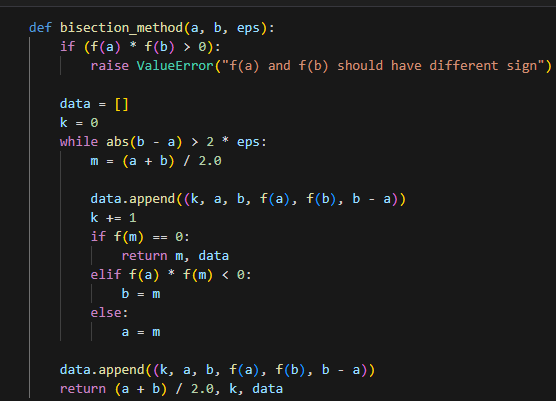 def bisection_method(a, b, eps):
    if (f(a) * f(b) > 0):
        raise ValueError("f(a) and f(b) should have different sign")

    data = []
    k = 0
    while abs(b - a) > 2 * eps:
        m = (a + b) / 2.0

        data.append((k, a, b, f(a), f(b), b - a))
        k += 1
        if f(m) == 0:
            return m, data
        elif f(a) * f(m) < 0:
            b = m
        else:
            a = m

    data.append((k, a, b, f(a), f(b), b - a))
    return (a + b) / 2.0, k, data